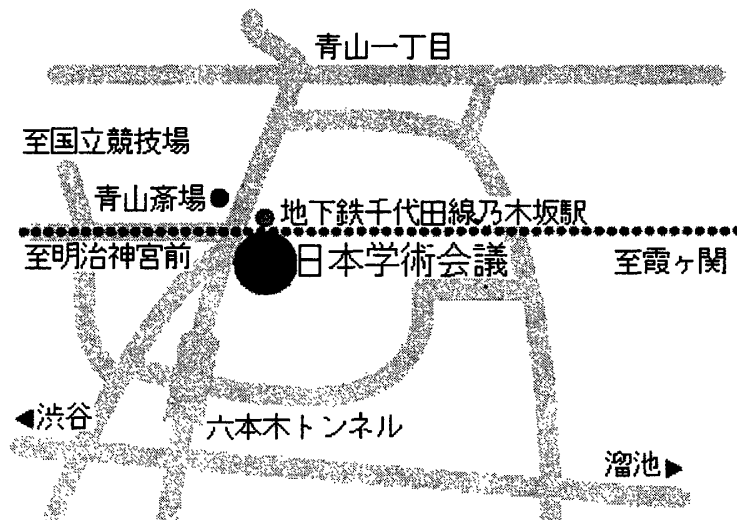 青山一丁目
至国立競技場
青山斎場
地下鉄千代田線乃木坂駅
至明治神宮前
日本学術会議
至霞ヶ関
渋谷
六本木トンネル
溜池